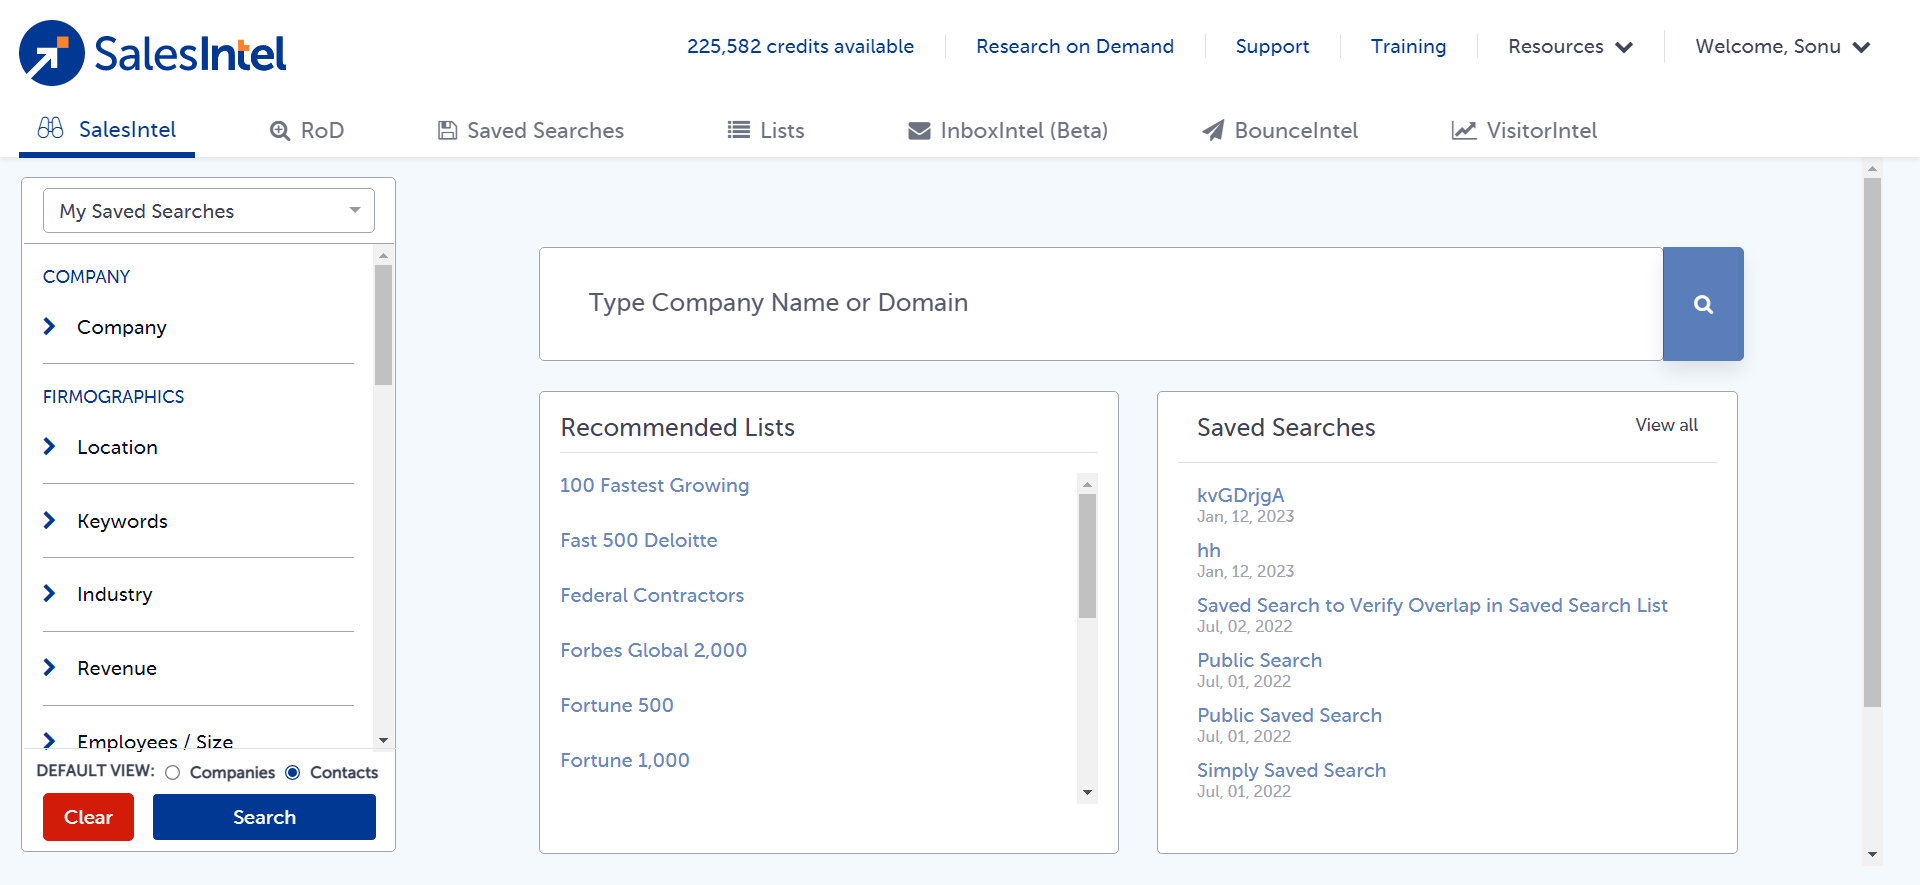 SalesIntel
225,582 credits available
Research on Demand
Support
Training
Resources
Welcome, Sonu
SalesIntel
RoD
Saved Searches
Lists
InboxIntel (Beta)
BounceIntel
VisitorIntel
My Saved Searches
COMPANY
Company
FIRMOGRAPHICS
Location
Keywords
Industry
Revenue
Employees / Size
DEFAULT VIEW: Companies Contacts
Clear
Search
Type Company Name or Domain
Recommended Lists
100 Fastest Growing
Fast 500 Deloitte
Federal Contractors
Forbes Global 2,000
Fortune 500
Fortune 1,000
Saved Searches
View all
kvGDrjgA
Jan, 12, 2023
hh
Jan, 12, 2023
Saved Search to Verify Overlap in Saved Search List
Jul, 02, 2022
Public Search
Jul, 01, 2022
Public Saved Search
Jul, 01, 2022
Simply Saved Search
Jul, 01, 2022